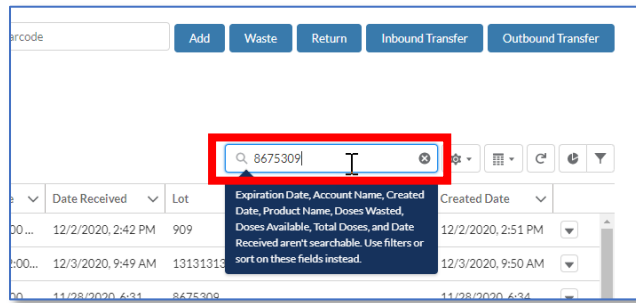 arcode Add Waste Return Inbound Transfer Outbound Transfer
8675309
Date Received Lot Created Date
Expiration Date, Account Name, Created
Date, Product Name, Doses Wasted,
Doses Available, Total Doses, and Date
Received aren't searchable. Use filters or
sort on these fields instead.
00... 12/2/2020, 2:42 PM 909 12/2/2020, 2:51 PM
:00... 12/3/2020, 9:49 AM 13131313 12/3/2020, 9:50 AM
11/28/2020, 6:31 8675309 11/28/2020, 6:34